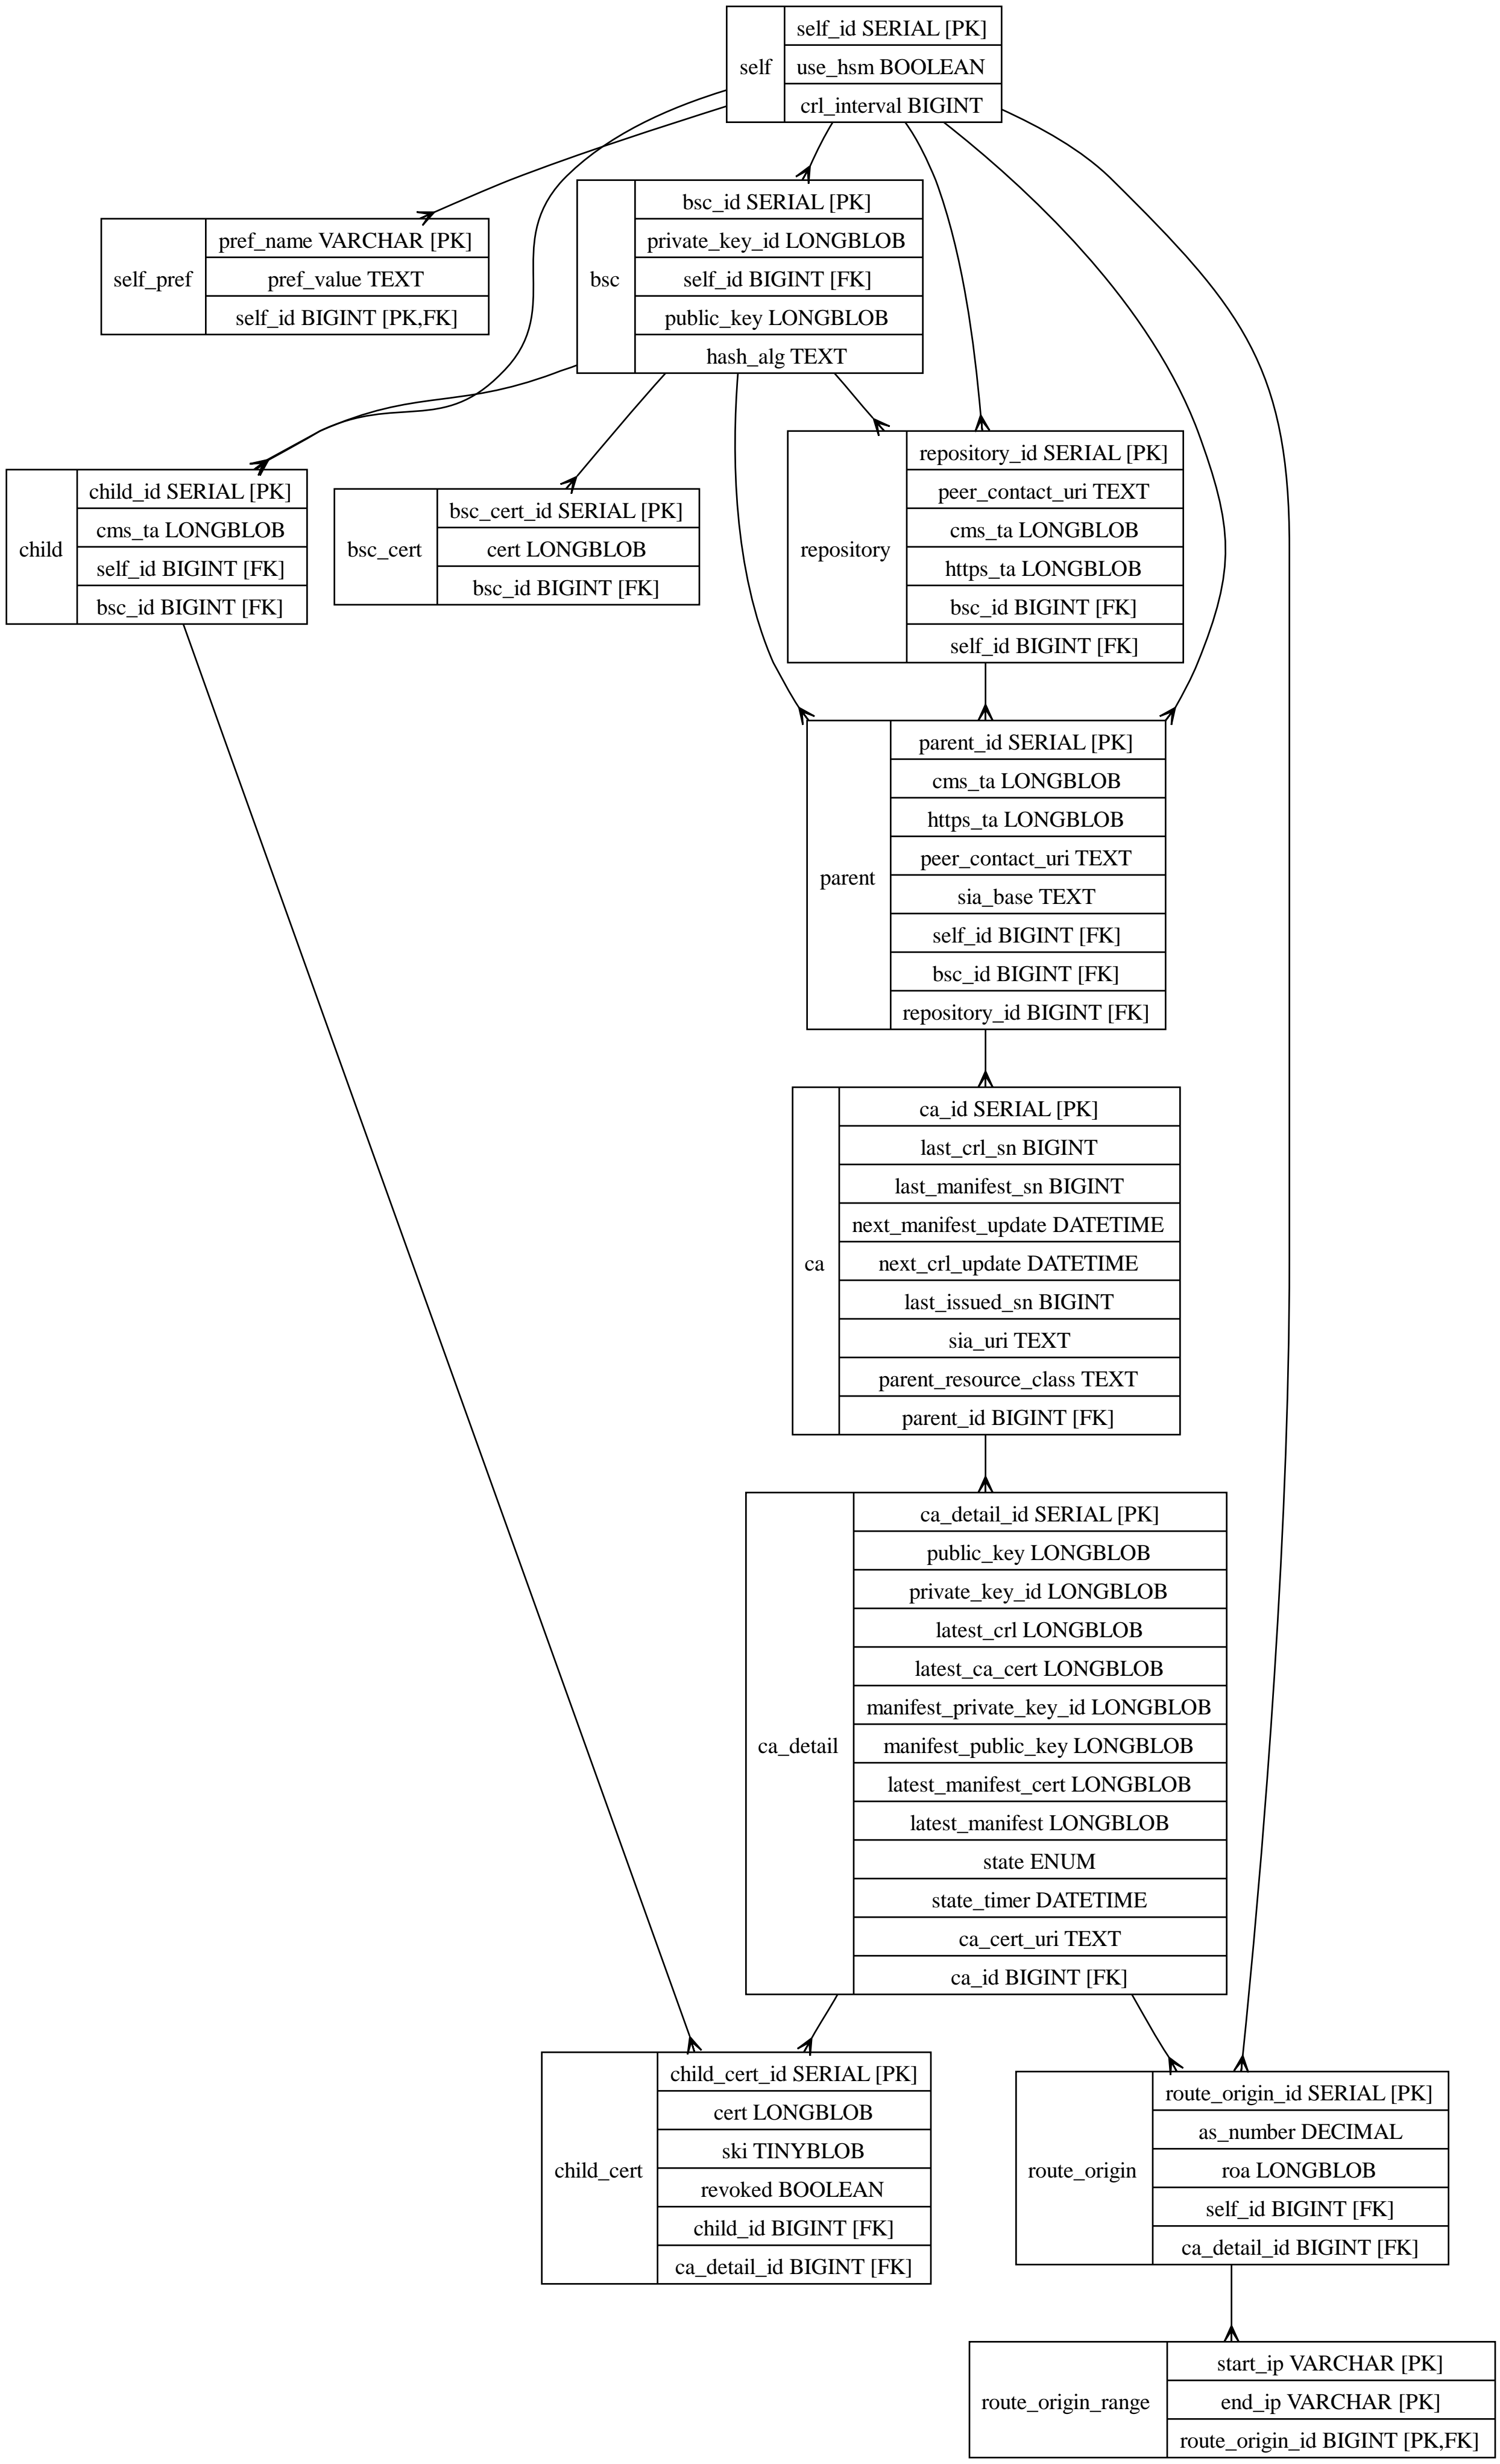 self
self_id SERIAL [PK]
use_hsm BOOLEAN
crl_interval BIGINT
self_pref
pref_name VARCHAR [PK]
pref_value TEXT
self_id BIGINT [PK,FK]
bsc
bsc_id SERIAL [PK]
private_key_id LONGBLOB
self_id BIGINT [FK]
public_key LONGBLOB
hash_alg TEXT
child
child_id SERIAL [PK]
cms_ta LONGBLOB
self_id BIGINT [FK]
bsc_id BIGINT [FK]
bsc_cert
bsc_cert_id SERIAL [PK]
cert LONGBLOB
bsc_id BIGINT [FK]
repository
repository_id SERIAL [PK]
peer_contact_uri TEXT
cms_ta LONGBLOB
https_ta LONGBLOB
bsc_id BIGINT [FK]
self_id BIGINT [FK]
parent
parent_id SERIAL [PK]
cms_ta LONGBLOB
https_ta LONGBLOB
peer_contact_uri TEXT
sia_base TEXT
self_id BIGINT [FK]
bsc_id BIGINT [FK]
repository_id BIGINT [FK]
ca
ca_id SERIAL [PK]
last_crl_sn BIGINT
last_manifest_sn BIGINT
next_manifest_update DATETIME
next_crl_update DATETIME
last_issued_sn BIGINT
sia_uri TEXT
parent_resource_class TEXT
parent_id BIGINT [FK]
ca_detail
ca_detail_id SERIAL [PK]
public_key LONGBLOB
private_key_id LONGBLOB
latest_crl LONGBLOB
latest_ca_cert LONGBLOB
manifest_private_key_id LONGBLOB
manifest_public_key LONGBLOB
latest_manifest_cert LONGBLOB
latest_manifest LONGBLOB
state ENUM
state_timer DATETIME
ca_cert_uri TEXT
ca_id BIGINT [FK]
child_cert
child_cert_id SERIAL [PK]
cert LONGBLOB
ski TINYBLOB
revoked BOOLEAN
child_id BIGINT [FK]
ca_detail_id BIGINT [FK]
route_origin
route_origin_id SERIAL [PK]
as_number DECIMAL
roa LONGBLOB
self_id BIGINT [FK]
ca_detail_id BIGINT [FK]
route_origin_range
start_ip VARCHAR [PK]
end_ip VARCHAR [PK]
route_origin_id BIGINT [PK,FK]